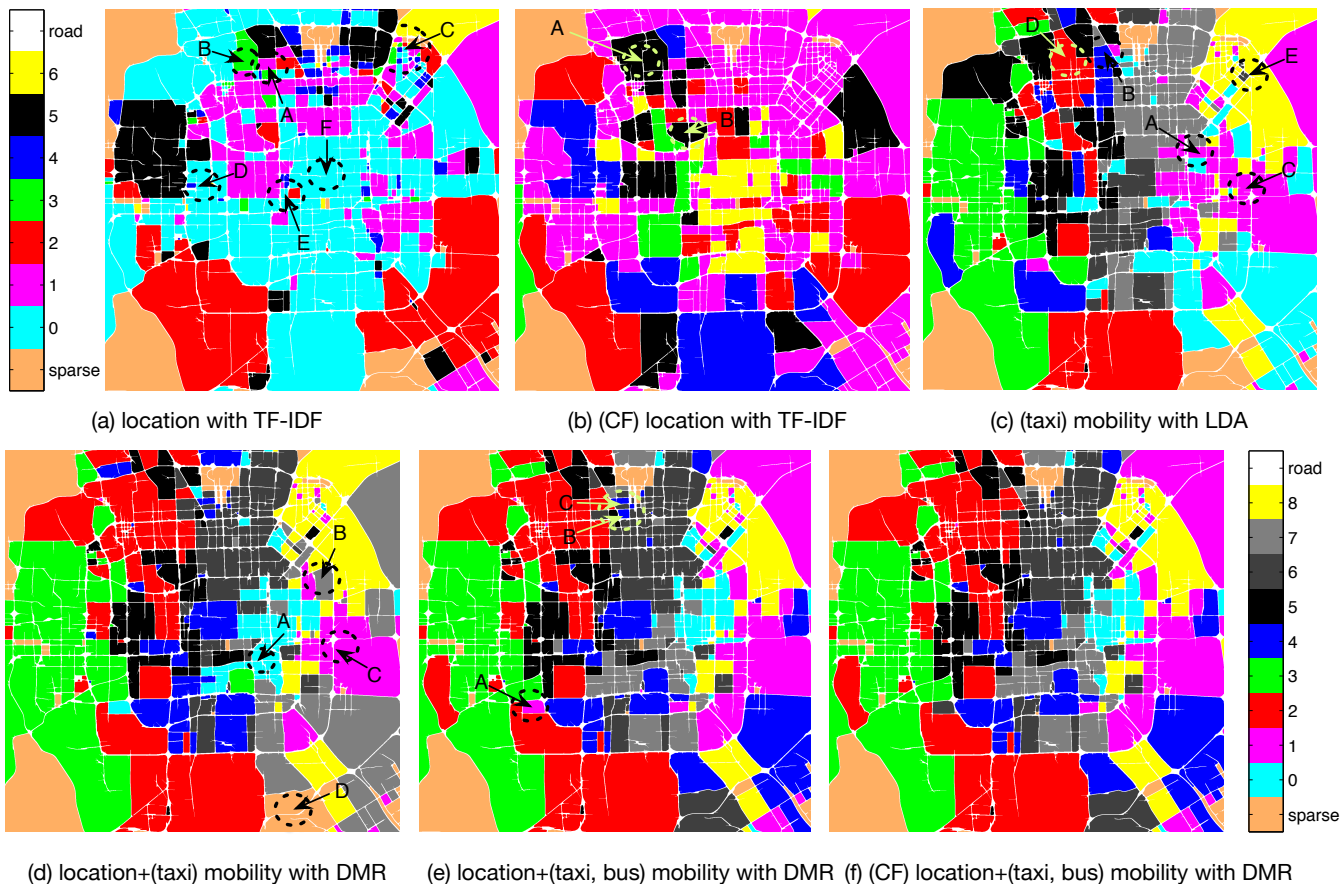 road
6
5
4
3
2
1
0
sparse
B
A
C
D
E
F
A
B
D
B
E
A
C
(a) location with TF-IDF
(b) (CF) location with TF-IDF
(c) (taxi) mobility with LDA
B
A
C
D
C
B
A
road
8
7
6
5
4
3
2
1
0
sparse
(d) location+(taxi) mobility with DMR
(e) location+(taxi, bus) mobility with DMR
(f) (CF) location+(taxi, bus) mobility with DMR